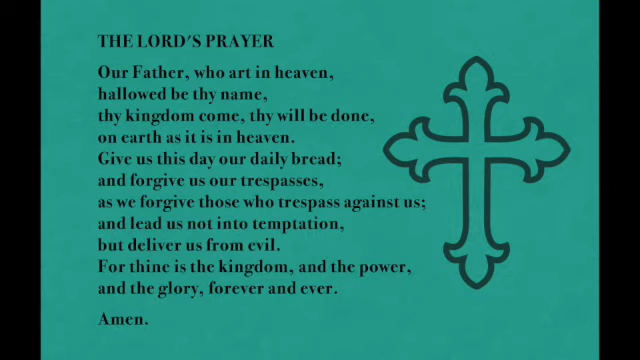 THE LORD'S PRAYER
Our Father, who art in heaven,
hallowed be thy name,
thy kingdom come, thy will be done,
on earth as it is in heaven.
Give us this day our daily bread;
and forgive us our trespasses,
as we forgive those who trespass against us;
and lead us not into temptation,
but deliver us from evil.
For thine is the kingdom, and the power,
and the glory, forever and ever.
Amen.